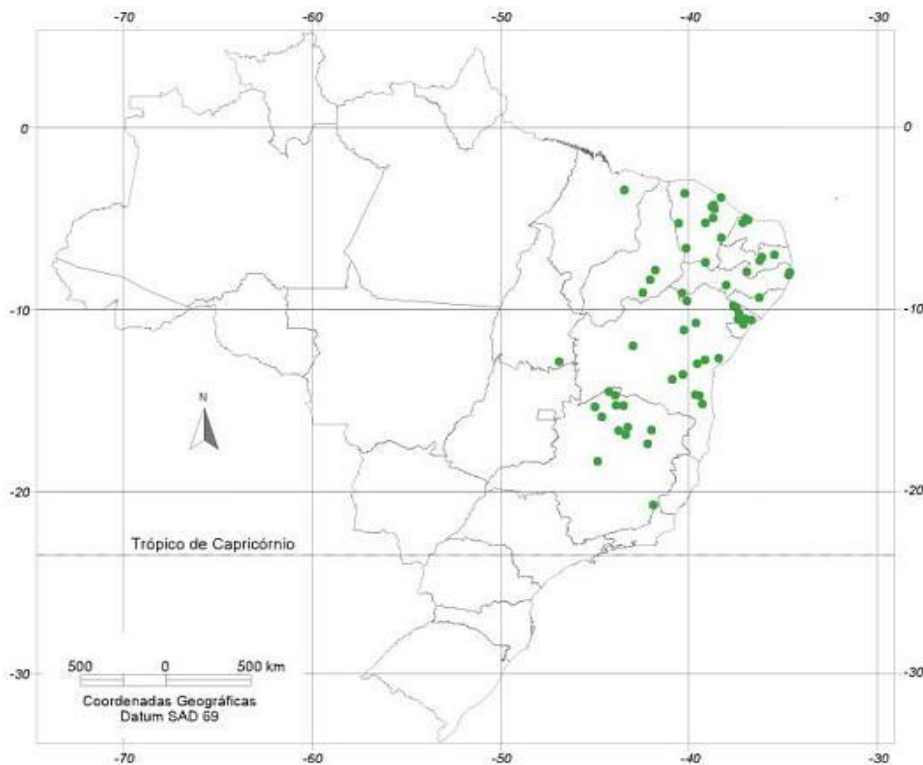 -70 -60 -50 -40 -30
0 0
-10 -10
N
-20 -20
Trópico de Capricórnio
500 0 500 km
-30 -30
Coordenadas Geográficas
Datum SAD 69
-70 -60 -50 -40 -30